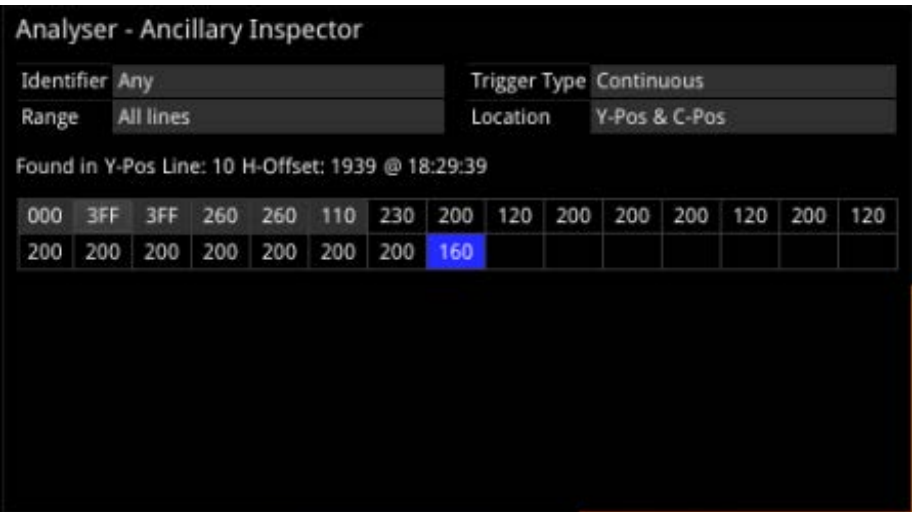 Analyser - Ancillary Inspector
Identifier Any Trigger Type Continuous
Range All lines Location Y-Pos & C-Pos
Found in Y-Pos Line: 10 H-Offset: 1939 @ 18:29:39
000 3FF 3FF 260 260 110 230 200 120 200 200 200 120 200 120
200 200 200 200 200 200 200 160